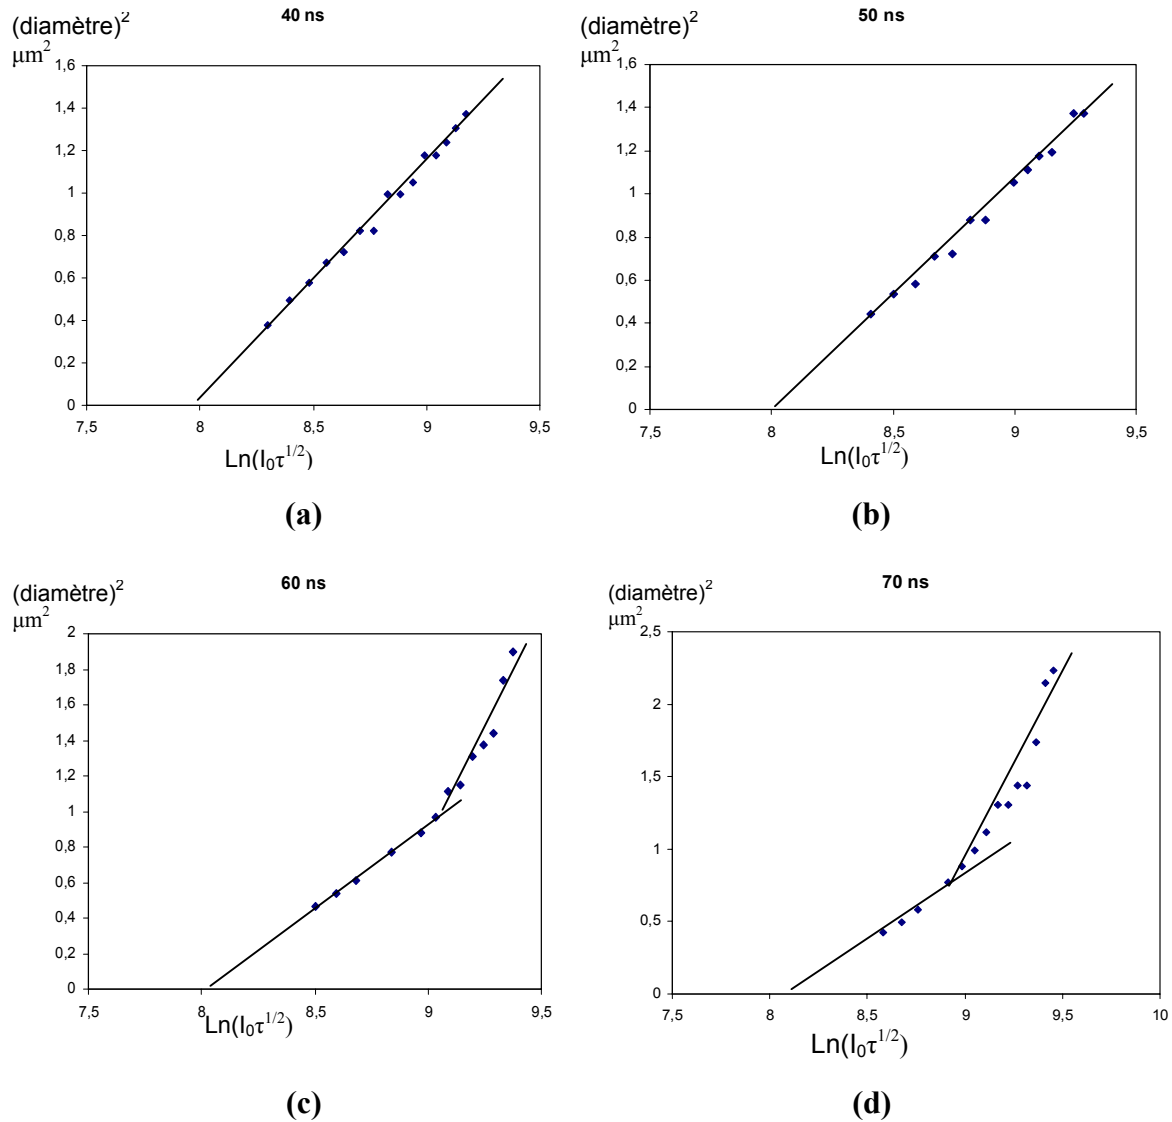 40 ns
(diamètre)²
μm²
1,6
1,4
1,2
1
0,8
0,6
0,4
0,2
0
7,5 8 8,5 9 9,5
Ln(I₀τ^1/2)
(a)
50 ns
(diamètre)²
μm²
1,6
1,4
1,2
1
0,8
0,6
0,4
0,2
0
7,5 8 8,5 9 9,5
Ln(I₀τ^1/2)
(b)
60 ns
(diamètre)²
μm²
2
1,8
1,6
1,4
1,2
1
0,8
0,6
0,4
0,2
0
7,5 8 8,5 9 9,5
Ln(I₀τ^1/2)
(c)
70 ns
(diamètre)²
μm²
2,5
2
1,5
1
0,5
0
7,5 8 8,5 9 9,5 10
Ln(I₀τ^1/2)
(d)